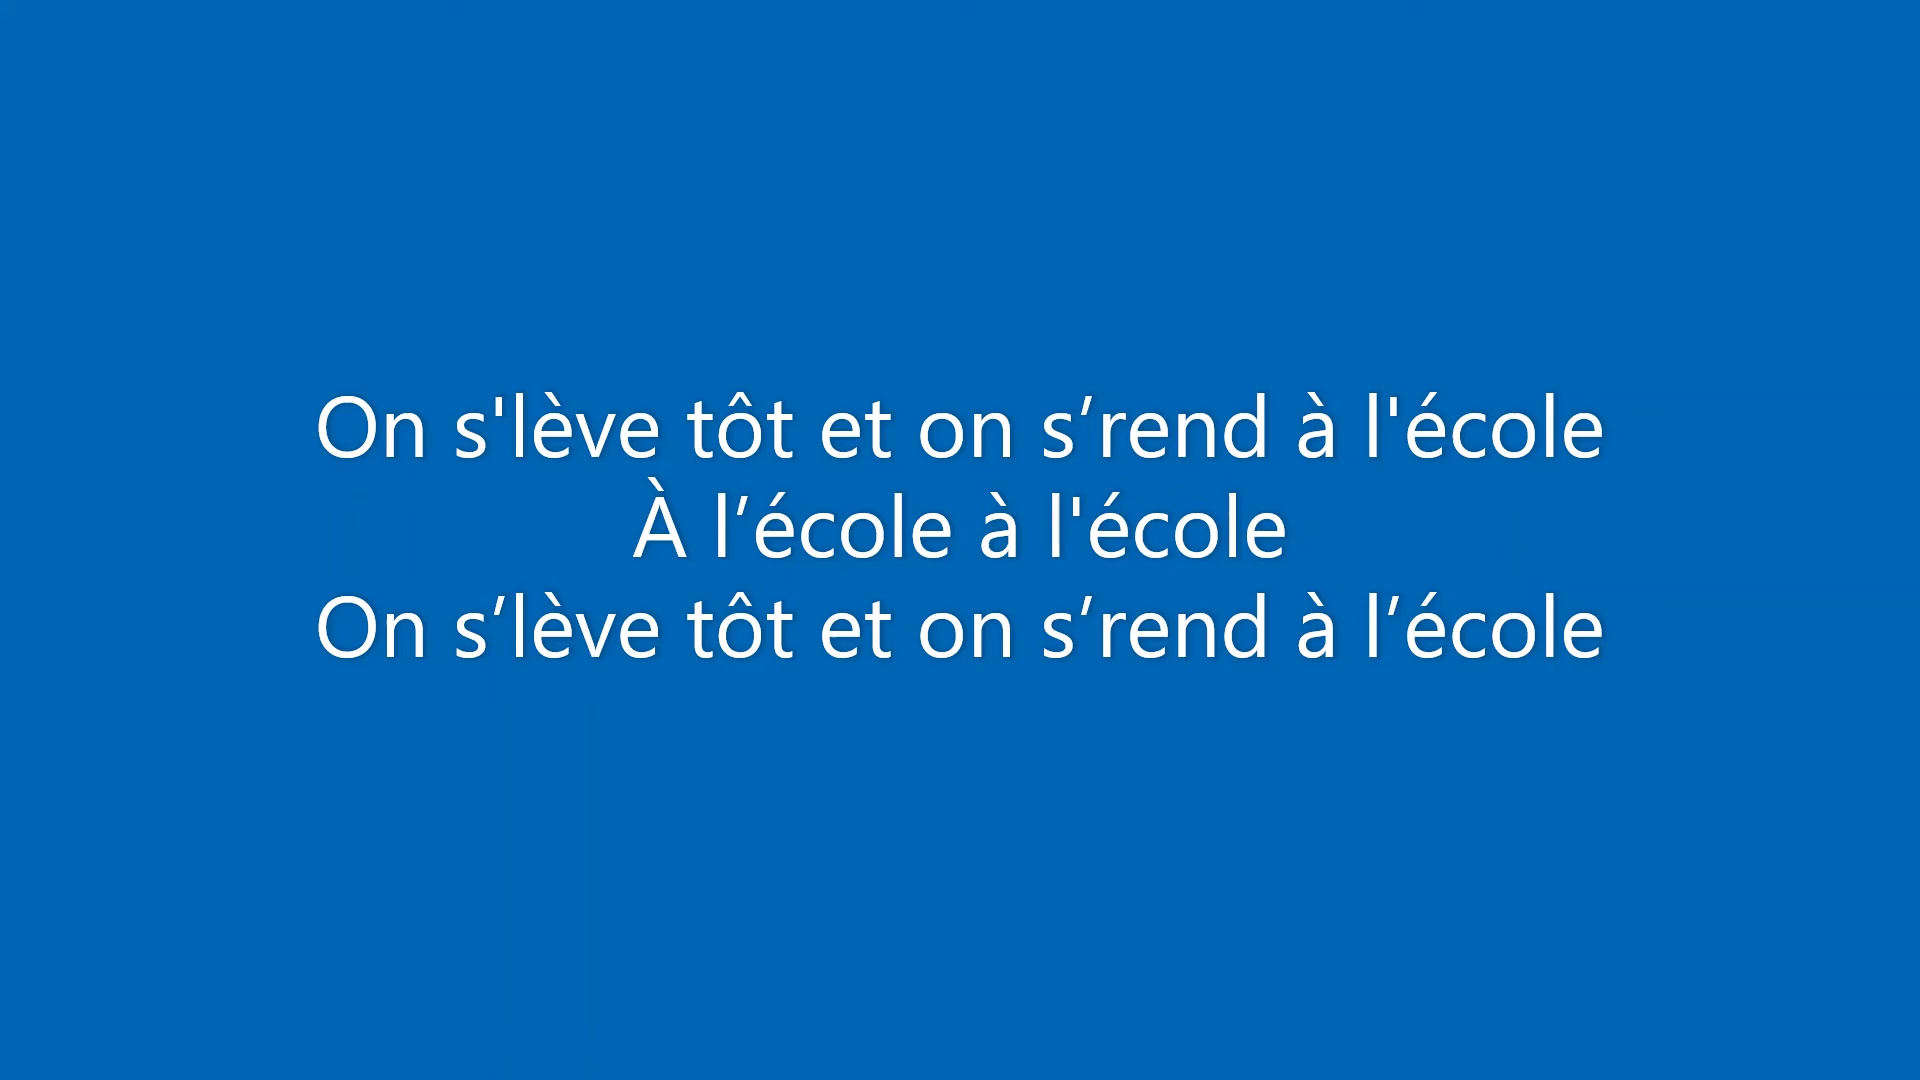 On s'lève tôt et on s’rend à l'école
À l’école à l'école
On s’lève tôt et on s’rend à l’école